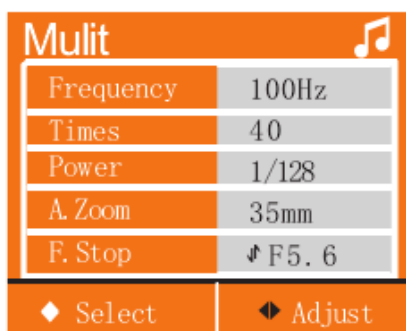 Mulit
Frequency 100Hz
Times 40
Power 1/128
A.Zoom 35mm
F.Stop F5.6
Select Adjust